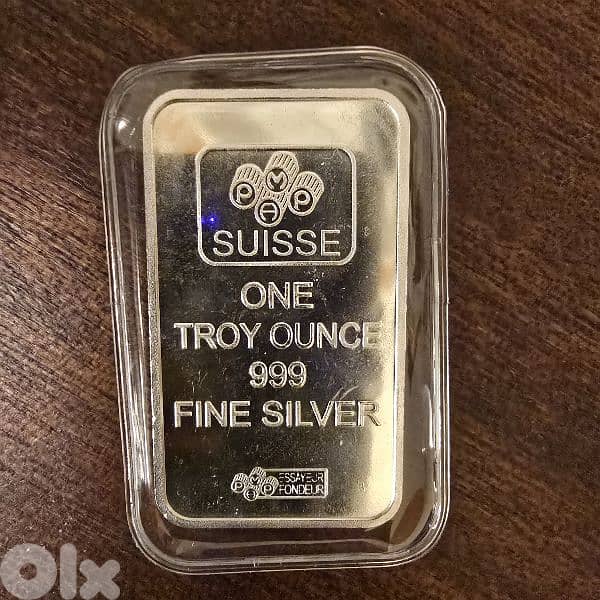 PAMP
SUISSE
ONE
TROY OUNCE
999
FINE SILVER
PAMP
ESSAYEUR
FONDEUR
Olx